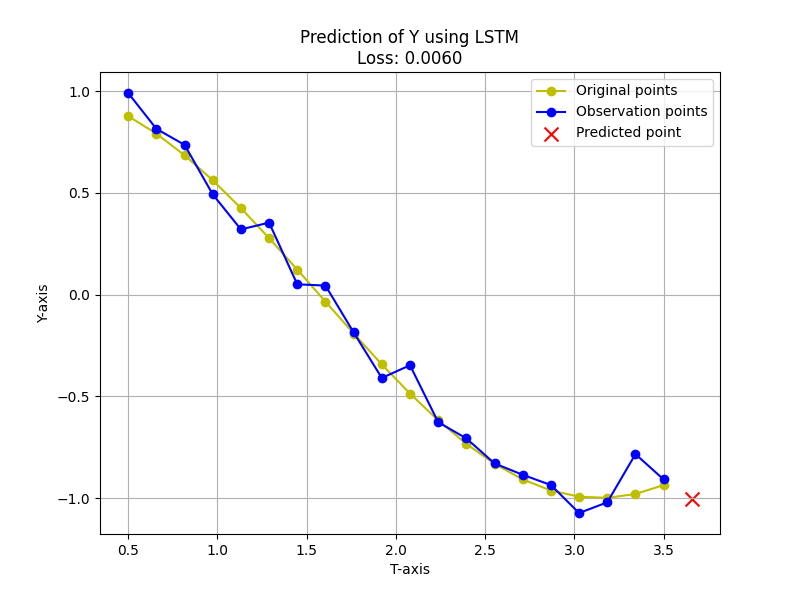 Prediction of Y using LSTM
Loss: 0.0060
Original points
Observation points
Predicted point
1.0
0.5
0.0
−0.5
−1.0
Y-axis
0.5 1.0 1.5 2.0 2.5 3.0 3.5
T-axis